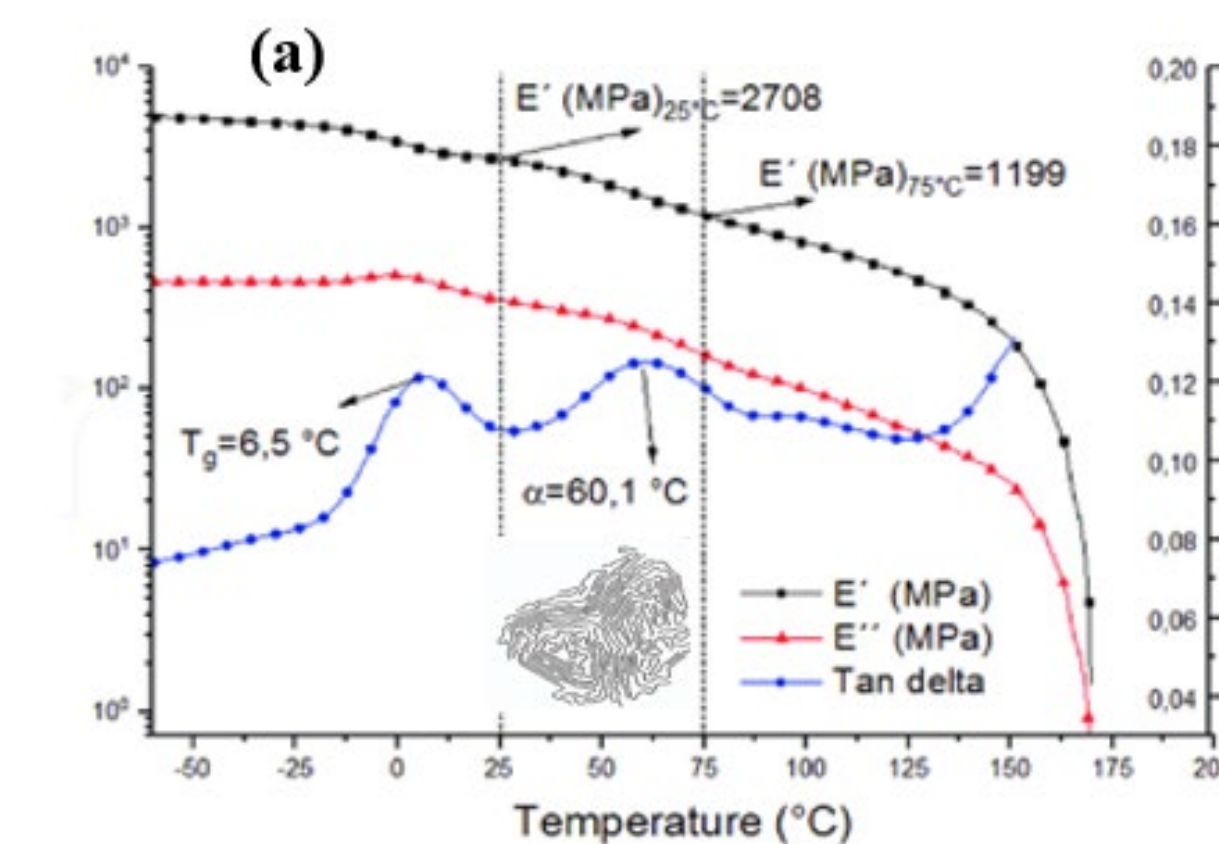 (a)
10⁴
10³
10²
10¹
10⁰
E´ (MPa)25°C=2708
E´ (MPa)75°C=1199
Tg=6,5 °C
α=60,1 °C
E´ (MPa)
E´´ (MPa)
Tan delta
0,20
0,18
0,16
0,14
0,12
0,10
0,08
0,06
0,04
-50 -25 0 25 50 75 100 125 150 175 20
Temperature (°C)